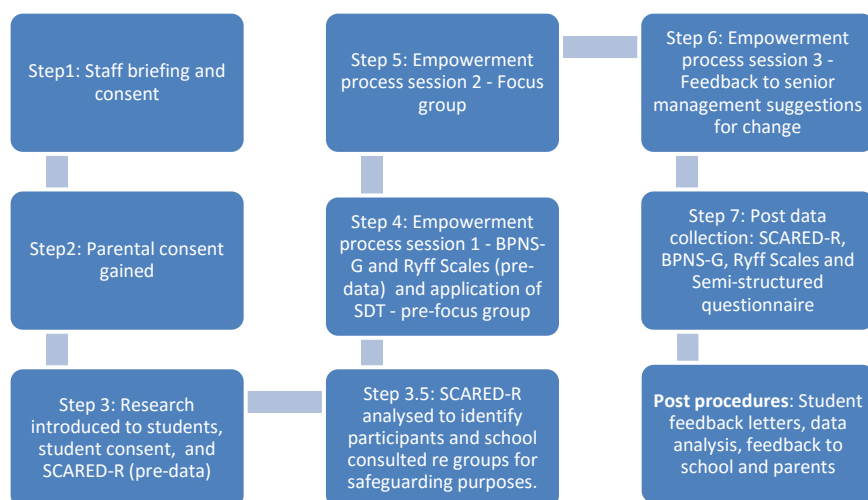 Step1: Staff briefing and
consent
Step2: Parental consent
gained
Step 3: Research
introduced to students,
student consent, and
SCARED-R (pre-data)
Step 3.5: SCARED-R
analysed to identify
participants and school
consulted re groups for
safeguarding purposes.
Step 4: Empowerment
process session 1 - BPNS-
G and Ryff Scales (pre-
data) and application of
SDT - pre-focus group
Step 5: Empowerment
process session 2 - Focus
group
Step 6: Empowerment
process session 3 -
Feedback to senior
management suggestions
for change
Step 7: Post data
collection: SCARED-R,
BPNS-G, Ryff Scales and
Semi-structured
questionnaire
Post procedures: Student
feedback letters, data
analysis, feedback to
school and parents